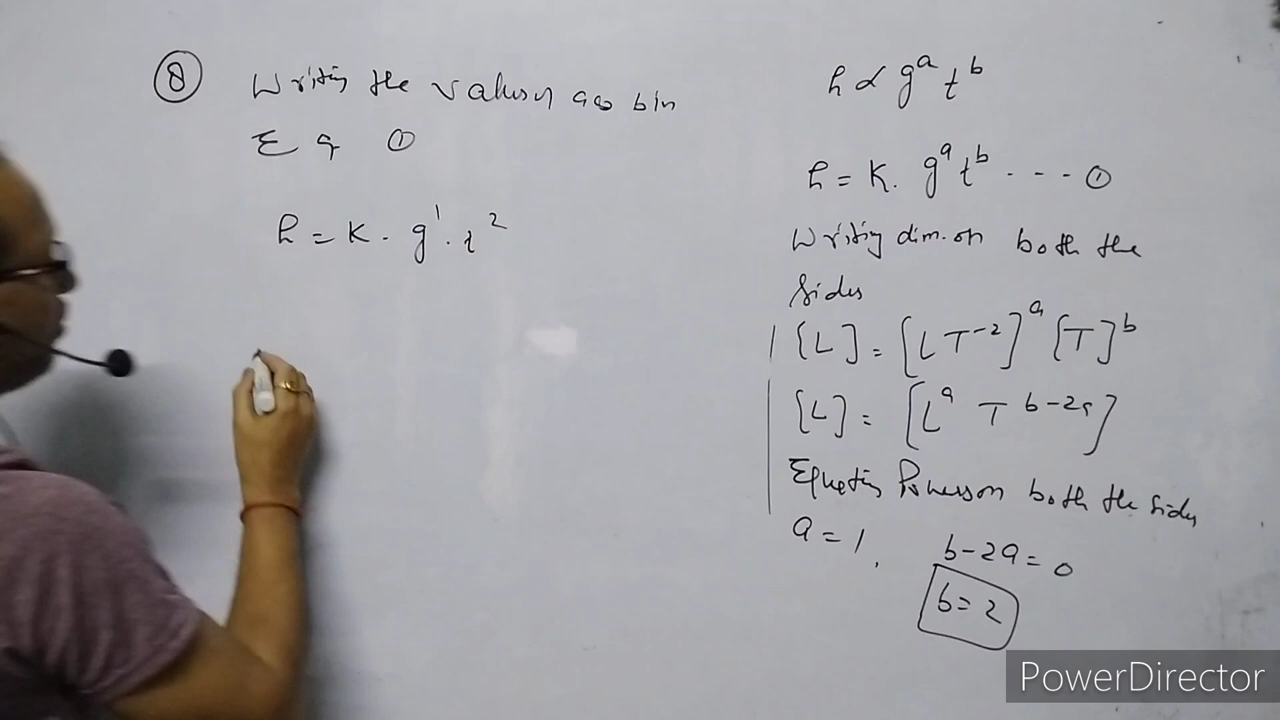 ⑧ Writing the values of a & b in
Eq ①
h = K . g¹ . t²
h ∝ gᵃ tᵇ
h = K . gᵃ tᵇ - - - ①
Writing dim. on both the
sides
[L] = [L T⁻²]ᵃ [T]ᵇ
[L] = [Lᵃ T ᵇ⁻²ᵃ]
Equating Powers on both the sides
a = 1 , b - 2a = 0
b = 2
PowerDirector